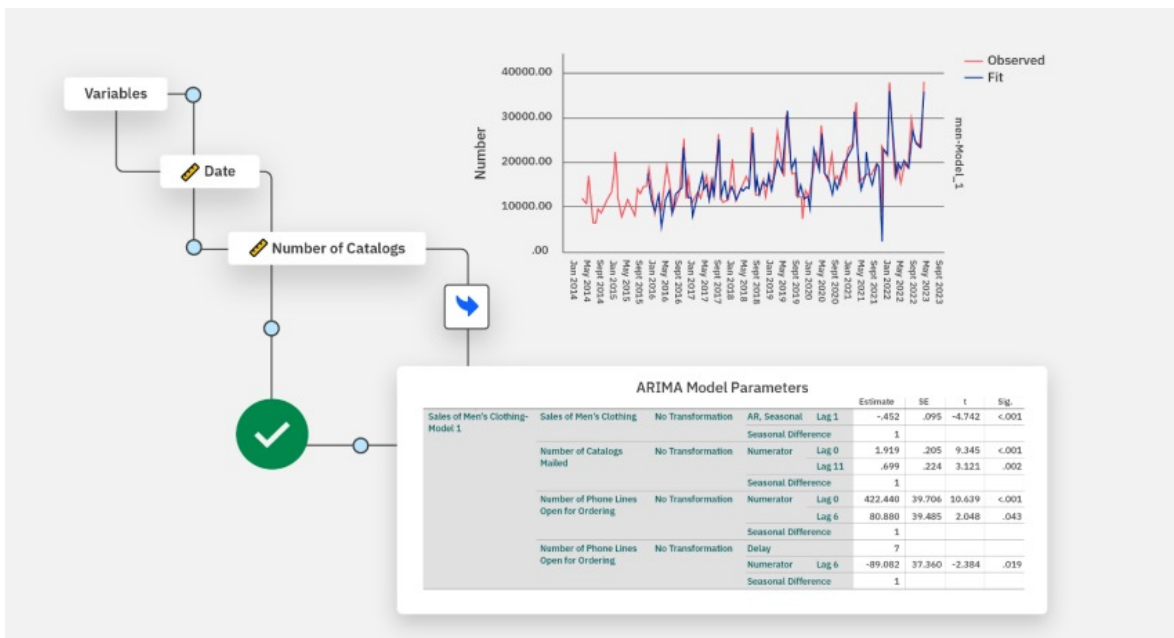 Variables
Date
Number of Catalogs
Observed
Fit
Number
40000.00
30000.00
20000.00
10000.00
.00
men-Model_1
Jan 2014
May 2014
Sept 2014
Jan 2015
May 2015
Sept 2015
Jan 2016
May 2016
Sept 2016
Jan 2017
May 2017
Sept 2017
Jan 2018
May 2018
Sept 2018
Jan 2019
May 2019
Sept 2019
Jan 2020
May 2020
Sept 2020
Jan 2021
May 2021
Sept 2021
Jan 2022
May 2022
Sept 2022
May 2023
Sept 2023
ARIMA Model Parameters
Estimate SE t Sig.
Sales of Men's Clothing- Sales of Men's Clothing No Transformation AR, Seasonal Lag 1 -.452 .095 -4.742 <.001
Model 1
Seasonal Difference 1
Number of Catalogs No Transformation Numerator Lag 0 1.919 .205 9.345 <.001
Mailed
Lag 11 .699 .224 3.121 .002
Seasonal Difference 1
Number of Phone Lines No Transformation Numerator Lag 0 422.440 39.706 10.639 <.001
Open for Ordering
Lag 6 80.880 39.485 2.048 .043
Seasonal Difference 1
Number of Phone Lines No Transformation Delay 7
Open for Ordering
Numerator Lag 6 -89.082 37.360 -2.384 .019
Seasonal Difference 1